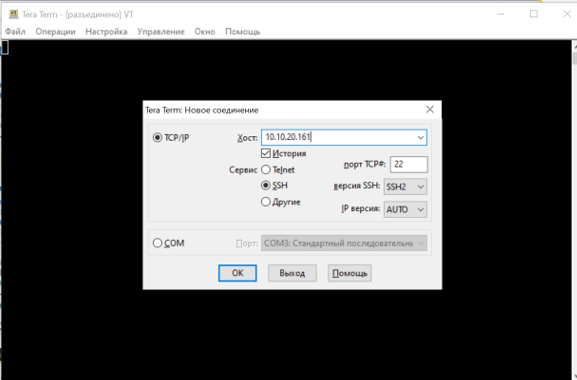 VT Tera Term - [разъединено] VT
Файл Операции Настройка Управление Окно Помощь
Tera Term: Новое соединение
TCP/IP Хост: 10.10.20.161
История
Сервис Telnet порт TCP#: 22
SSH версия SSH: SSH2
Другие IP версия: AUTO
COM Порт: COM3: Стандартный последовательны
OK Выход Помощь